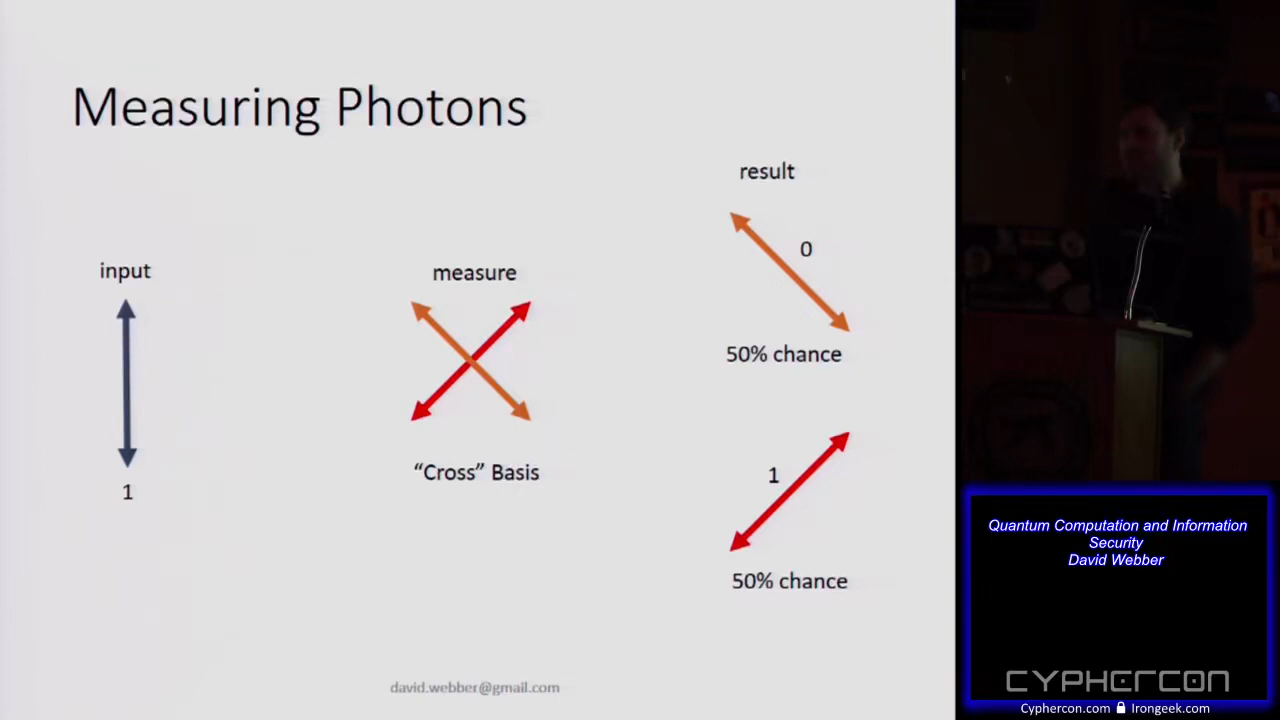 Measuring Photons
input
1
measure
“Cross” Basis
result
0
50% chance
1
50% chance
david.webber@gmail.com
Quantum Computation and Information
Security
David Webber
CYPHERCON
Cyphercon.com Irongeek.com